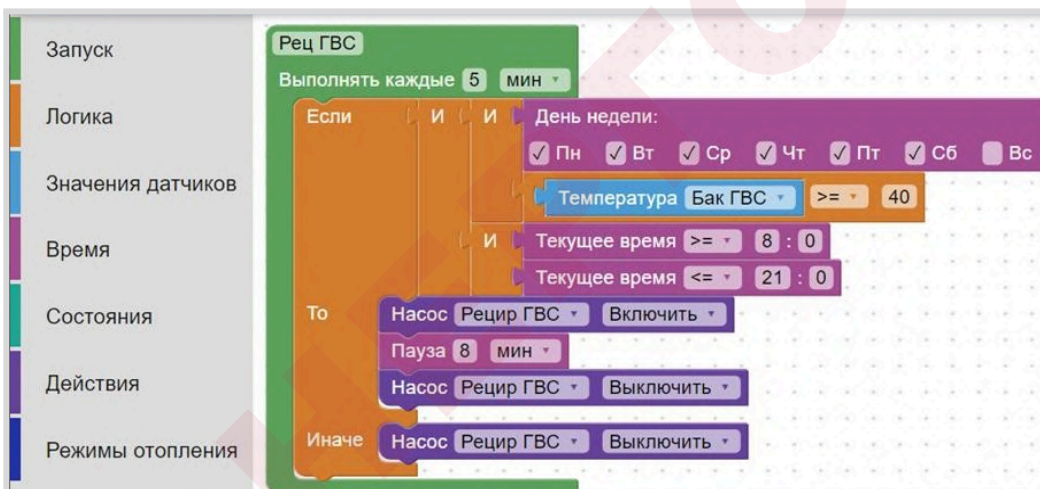 Запуск
Логика
Значения датчиков
Время
Состояния
Действия
Режимы отопления
Рец ГВС
Выполнять каждые 5 мин
Если И И День недели:
Пн Вт Ср Чт Пт Сб Вс
Температура Бак ГВС >= 40
И Текущее время >= 8 : 0
Текущее время <= 21 : 0
То Насос Рецир ГВС Включить
Пауза 8 мин
Насос Рецир ГВС Выключить
Иначе Насос Рецир ГВС Выключить